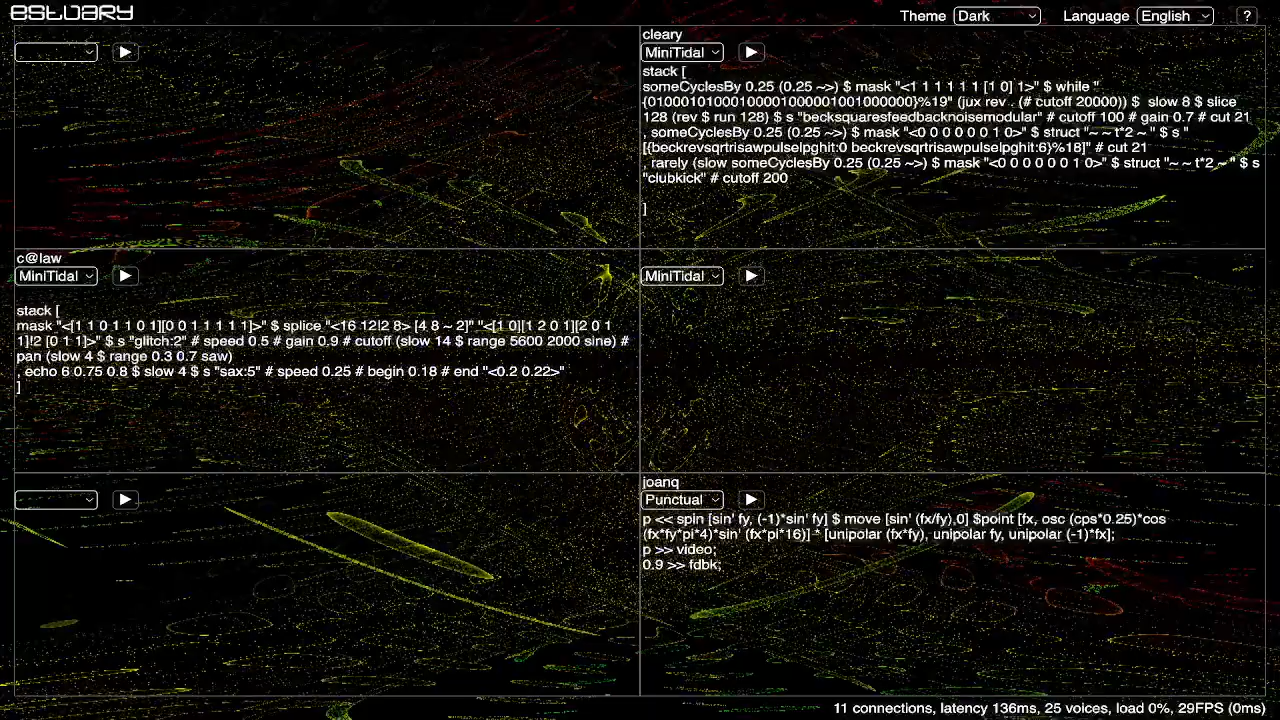 estuary
Theme Dark Language English ?
cleary
MiniTidal
stack [
someCyclesBy 0.25 (0.25 ~>) $ mask "<1 1 1 1 1 1 [1 0] 1>" $ while "
{0100010100010000100000100100000​0}%19" (jux rev . (# cutoff 20000)) $  slow 8 $ slice
128 (rev $ run 128) $ s "becksquaresfeedbacknoisemodular" # cutoff 100 # gain 0.7 # cut 21
, someCyclesBy 0.25 (0.25 ~>) $ mask "<0 0 0 0 0 0 1 0>" $ struct "~ ~ t*2 ~ " $ s "
[{beckrevsqrtrisawpulselpghit:0 beckrevsqrtrisawpulselpghit:6}%18]" # cut 21
, rarely (slow someCyclesBy 0.25 (0.25 ~>) $ mask "<0 0 0 0 0 0 1 0>" $ struct "~ ~ t*2 ~ " $ s
"clubkick" # cutoff 200
]
c@law
MiniTidal
stack [
mask "<[1 1 0 1 1 0 1][0 0 1 1 1 1 1]>" $ splice "<16 12!2 8> [4 8 ~ 2]" "<[1 0][1 2 0 1][2 0 1
1]!2 [0 1 1]>" $ s "glitch:2" # speed 0.5 # gain 0.9 # cutoff (slow 14 $ range 5600 2000 sine) #
pan (slow 4 $ range 0.3 0.7 saw)
, echo 6 0.75 0.8 $ slow 4 $ s "sax:5" # speed 0.25 # begin 0.18 # end "<0.2 0.22>"
]
MiniTidal
joanq
Punctual
p << spin [sin' fy, (-1)*sin' fy] $ move [sin' (fx/fy),0] $point [fx, osc (cps*0.25)*cos
(fx*fy*pi*4)*sin' (fx*pi*16)] * [unipolar (fx*fy), unipolar fy, unipolar (-1)*fx];
p >> video;
0.9 >> fdbk;
11 connections, latency 136ms, 25 voices, load 0%, 29FPS (0ms)